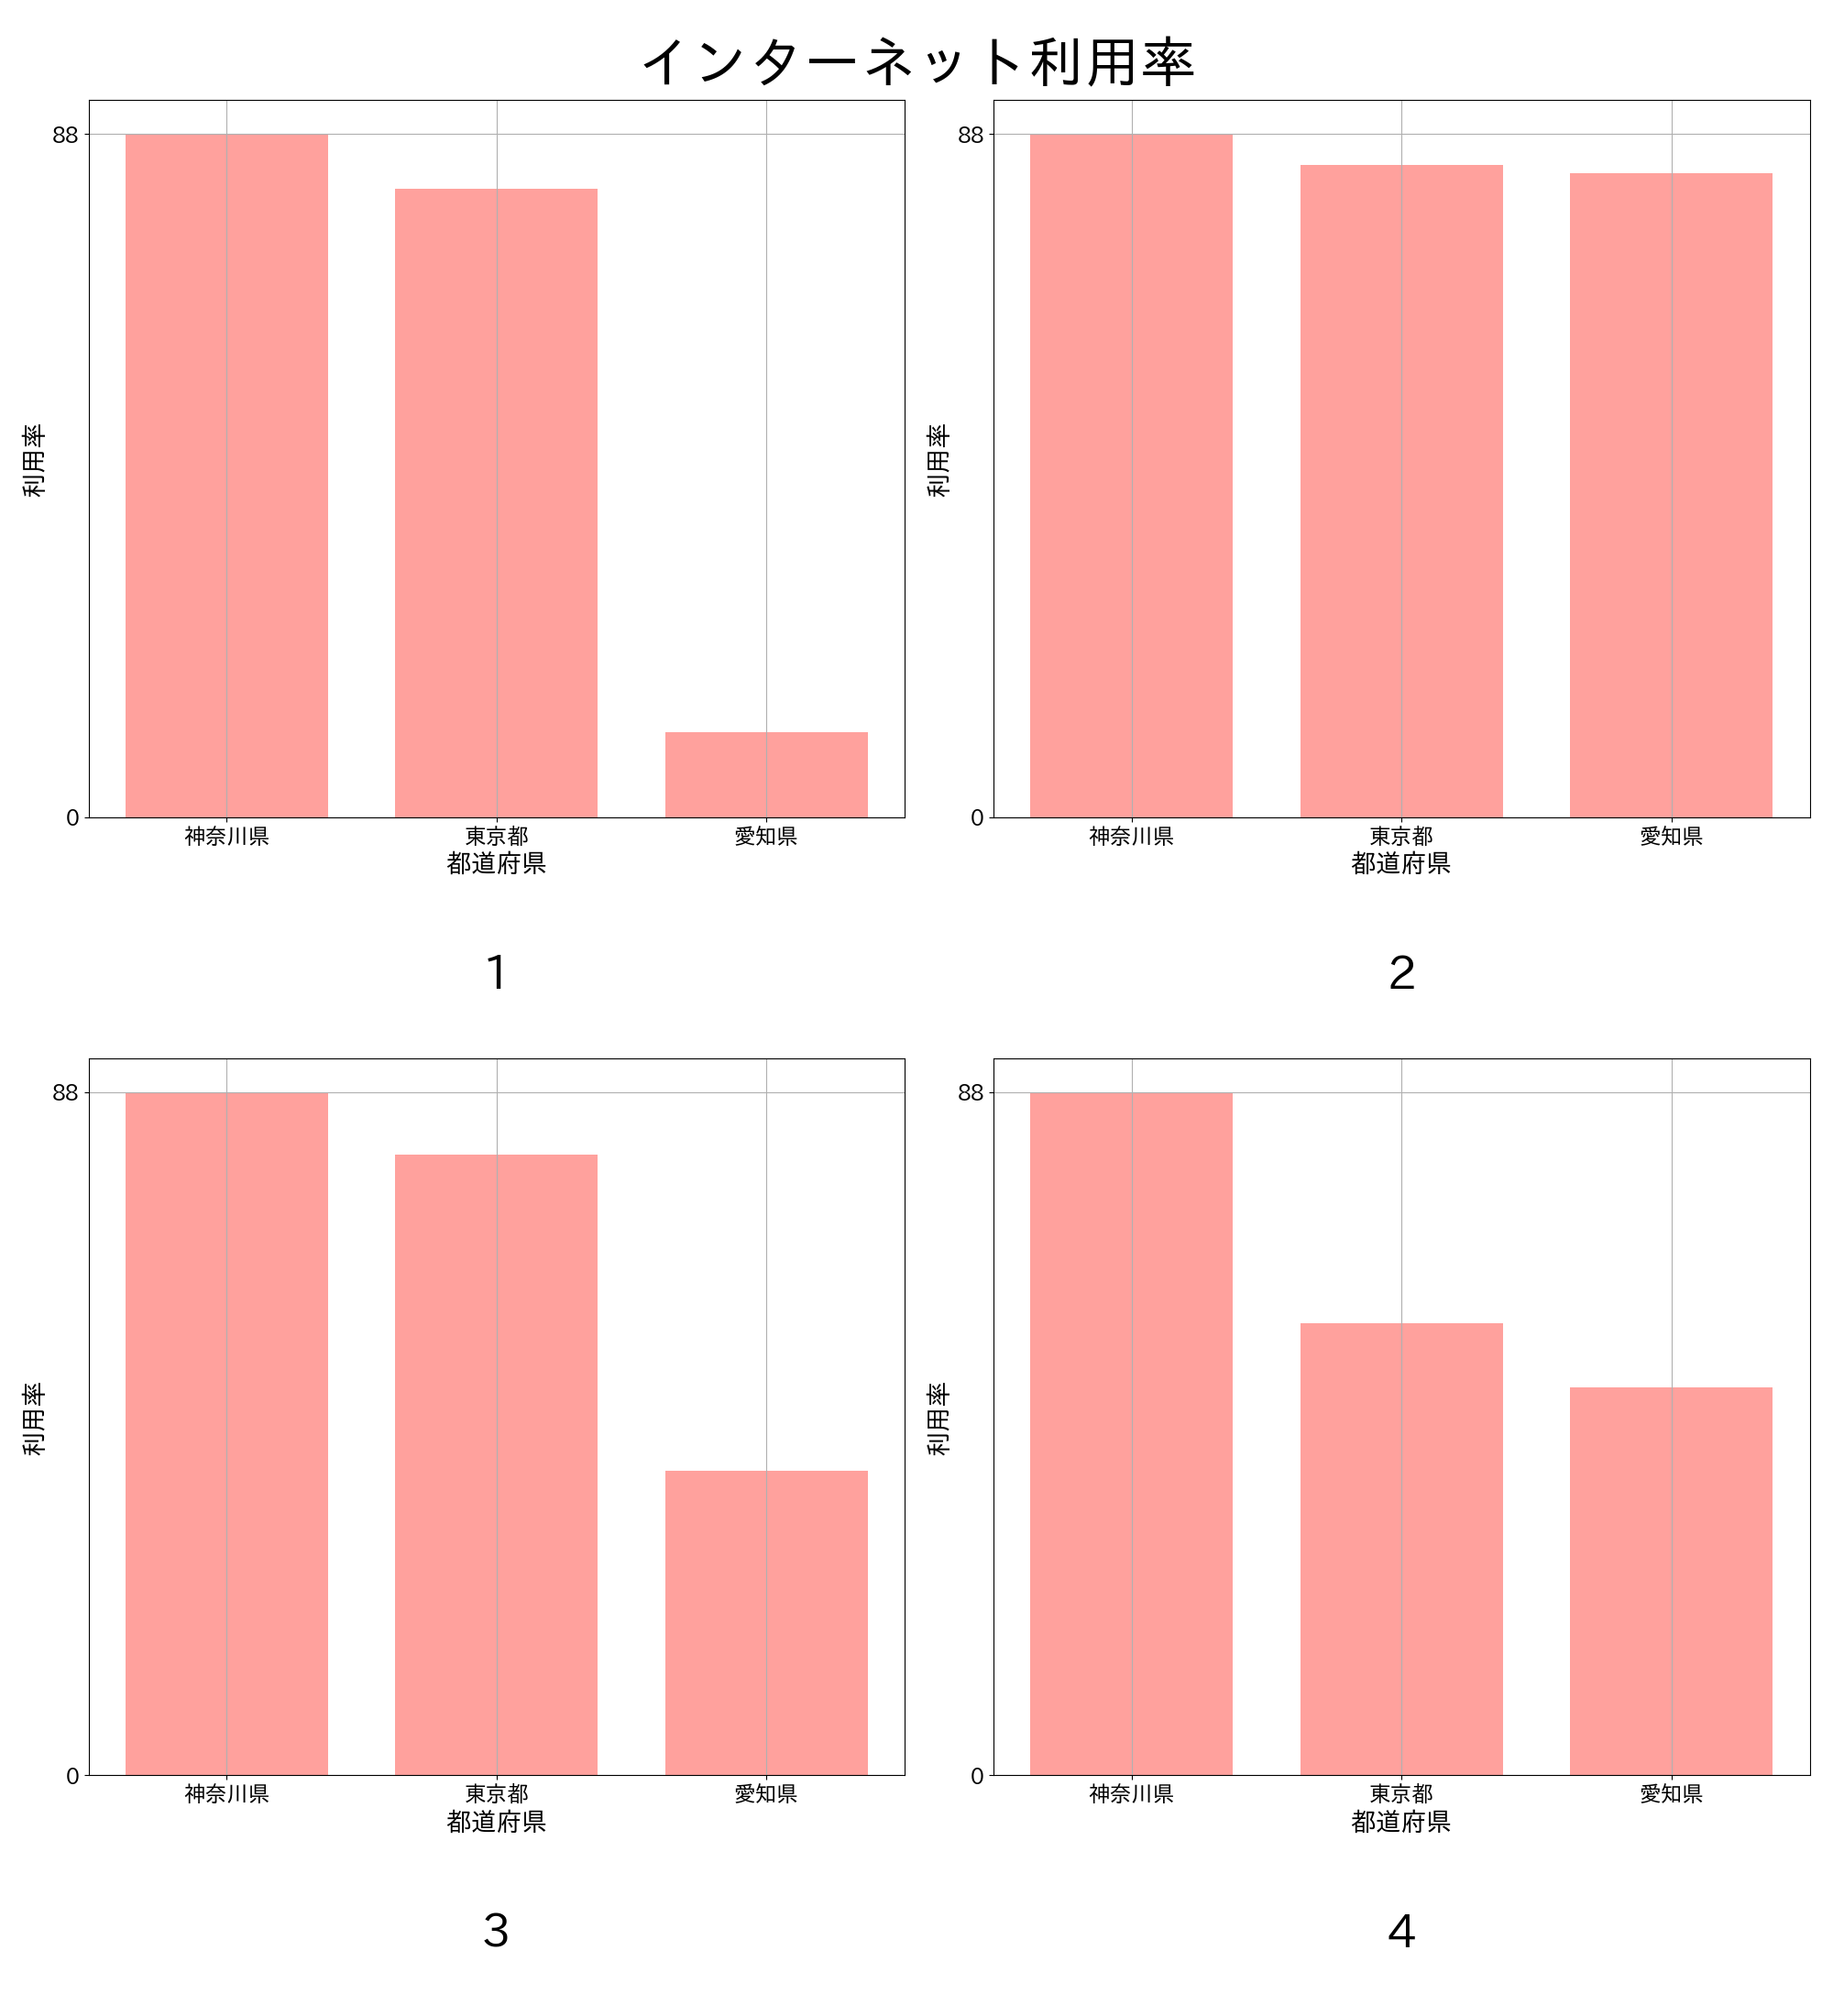 インターネット利用率
88
0
利用率
神奈川県 東京都 愛知県
都道府県
1
88
0
利用率
神奈川県 東京都 愛知県
都道府県
2
88
0
利用率
神奈川県 東京都 愛知県
都道府県
3
88
0
利用率
神奈川県 東京都 愛知県
都道府県
4